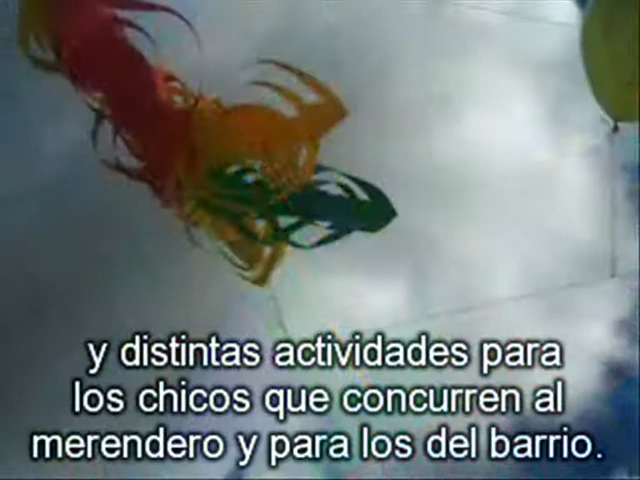 y distintas actividades para
los chicos que concurren al
merendero y para los del barrio.